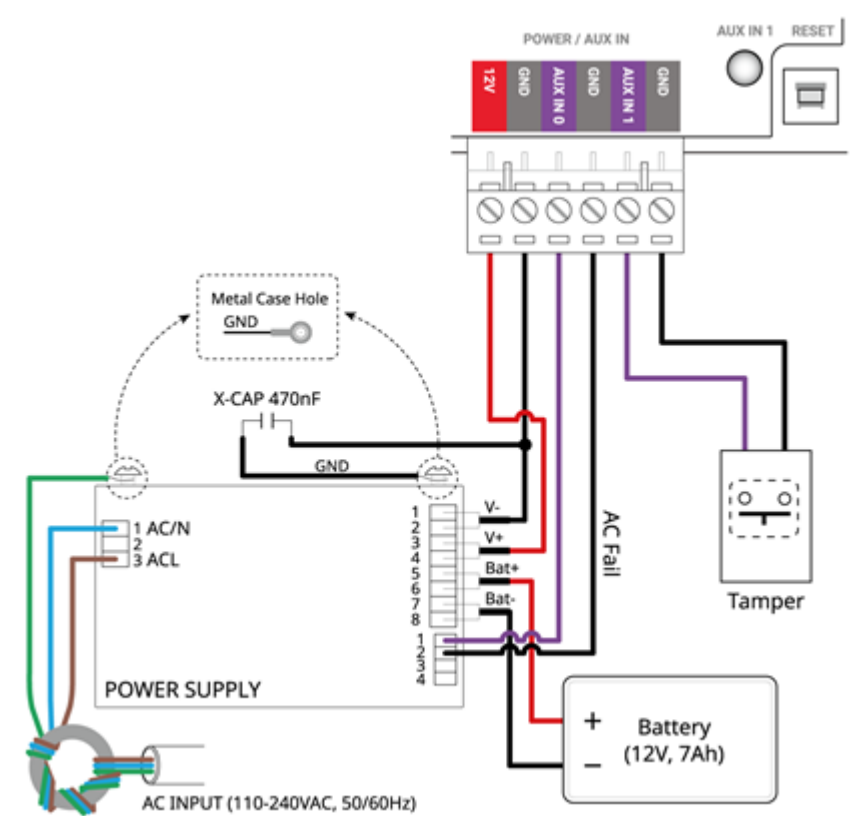 AUX IN 1 RESET
POWER / AUX IN
12V
GND
AUX IN 0
GND
AUX IN 1
GND
Metal Case Hole
GND
X-CAP 470nF
GND
1 AC/N
2
3 ACL
1
2
3
4
5
6
7
8
V-
V+
Bat+
Bat-
1
2
3
4
AC Fail
Tamper
POWER SUPPLY
+
Battery
(12V, 7Ah)
−
AC INPUT (110-240VAC, 50/60Hz)